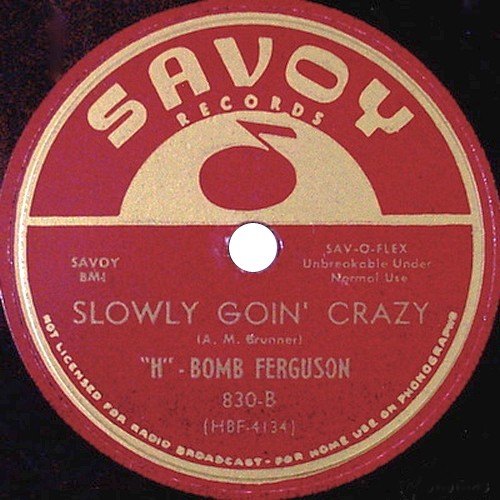 SAVOY
RECORDS
SAVOY
BMI
SAV-O-FLEX
Unbreakable Under
Normal Use
SLOWLY GOIN' CRAZY
(A. M. Brunner)
"H" - BOMB FERGUSON
830-B
(HBF-4134)
NOT LICENSED FOR RADIO BROADCAST - FOR HOME USE ON PHONOGRAPHS